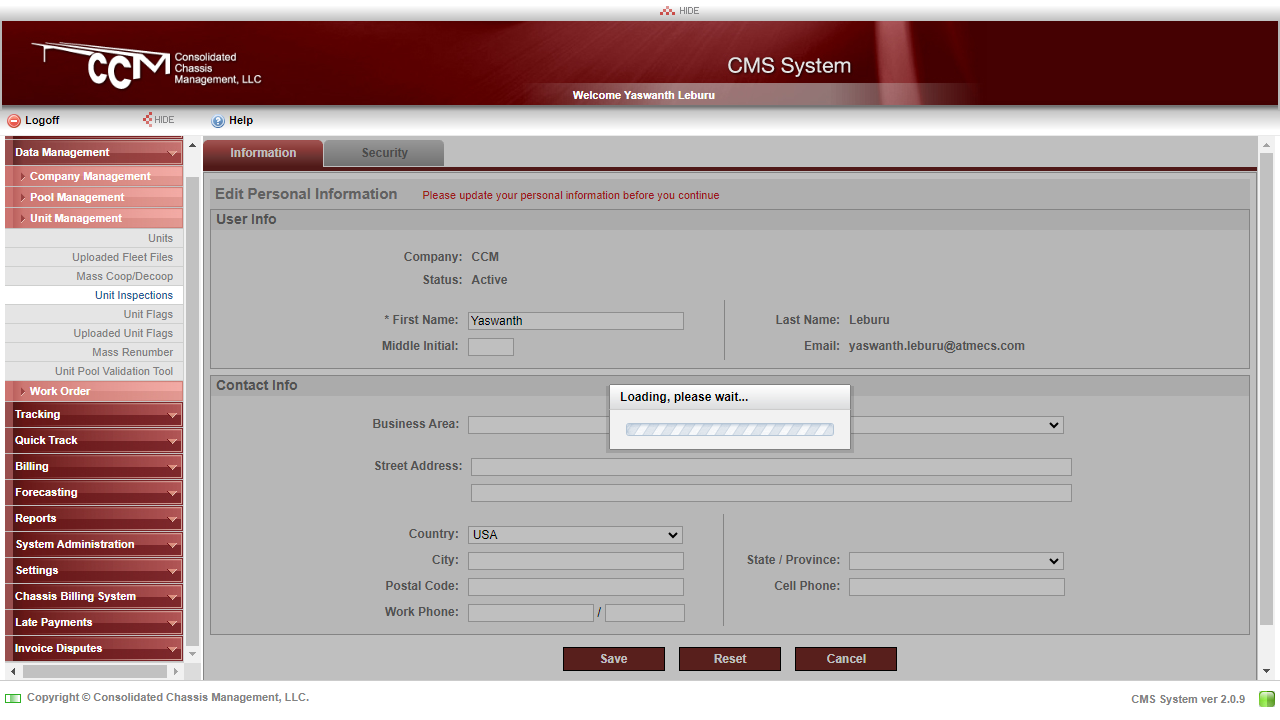 HIDE
CCM Consolidated
Chassis
Management, LLC
CMS System
Welcome Yaswanth Leburu
Logoff
HIDE
Help
Data Management
Company Management
Pool Management
Unit Management
Units
Uploaded Fleet Files
Mass Coop/Decoop
Unit Inspections
Unit Flags
Uploaded Unit Flags
Mass Renumber
Unit Pool Validation Tool
Work Order
Tracking
Quick Track
Billing
Forecasting
Reports
System Administration
Settings
Chassis Billing System
Late Payments
Invoice Disputes
Information Security
Edit Personal Information Please update your personal information before you continue
User Info
Company: CCM
Status: Active
* First Name: Yaswanth Last Name: Leburu
Middle Initial: Email: yaswanth.leburu@atmecs.com
Contact Info
Loading, please wait...
Business Area:
Street Address:
Country: USA
City: State / Province:
Postal Code: Cell Phone:
Work Phone: /
Save Reset Cancel
Copyright © Consolidated Chassis Management, LLC. CMS System ver 2.0.9